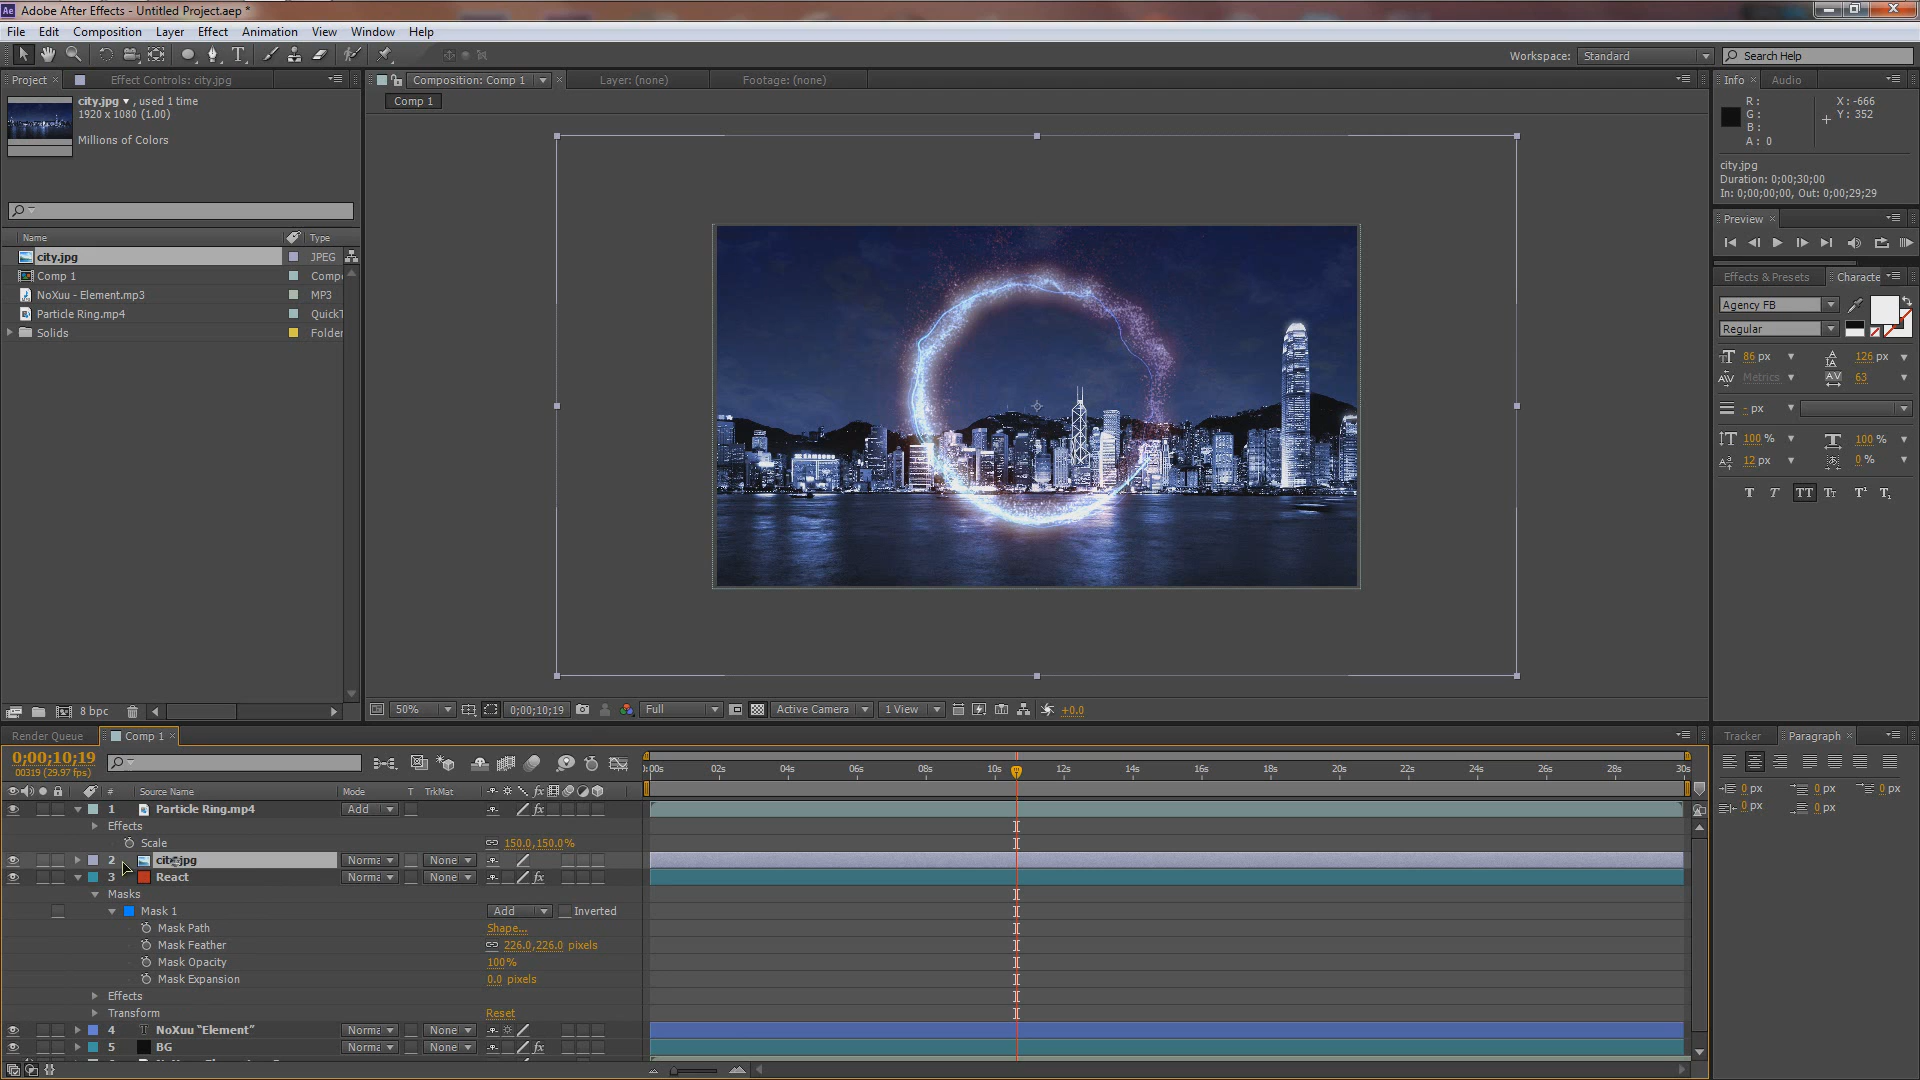 Adobe After Effects - Untitled Project.aep *
File Edit Composition Layer Effect Animation View Window Help
Workspace: Standard
Search Help
Project
Effect Controls: city.jpg
Composition: Comp 1
Layer: (none)
Footage: (none)
Info
Audio
city.jpg ▼ , used 1 time
1920 x 1080 (1.00)
Millions of Colors
Comp 1
R :
G :
B :
A : 0
X : -666
Y : 352
city.jpg
Duration: 0;00;30;00
In: 0;00;00;00, Out: 0;00;29;29
Preview
Name Type
city.jpg JPEG
Comp 1
NoXuu - Element.mp3 MP3
Particle Ring.mp4
Solids Folder
Effects & Presets
Agency FB
Regular
86 px
126 px
Metrics
63
- px
100 %
100 %
12 px
0 %
8 bpc
50%
0;00;10;19
Full
Active Camera
1 View
+0.0
Render Queue
Comp 1
Tracker
Paragraph
0 px
0 px
0 px
0 px
0 px
0;00;10;19
00319 (29.97 fps)
02s 04s 06s 08s 10s 12s 14s 16s 18s 20s 22s 24s 26s 28s 30s
# Source Name Mode T TrkMat
1 Particle Ring.mp4 Add
Effects
Scale 150.0,150.0%
2 city.jpg Norma None
3 React Norma None
Masks
Mask 1 Add Inverted
Mask Path Shape...
Mask Feather 226.0,226.0 pixels
Mask Opacity 100%
Mask Expansion 0.0 pixels
Effects
Transform Reset
4 NoXuu "Element" Norma None
5 BG Norma None